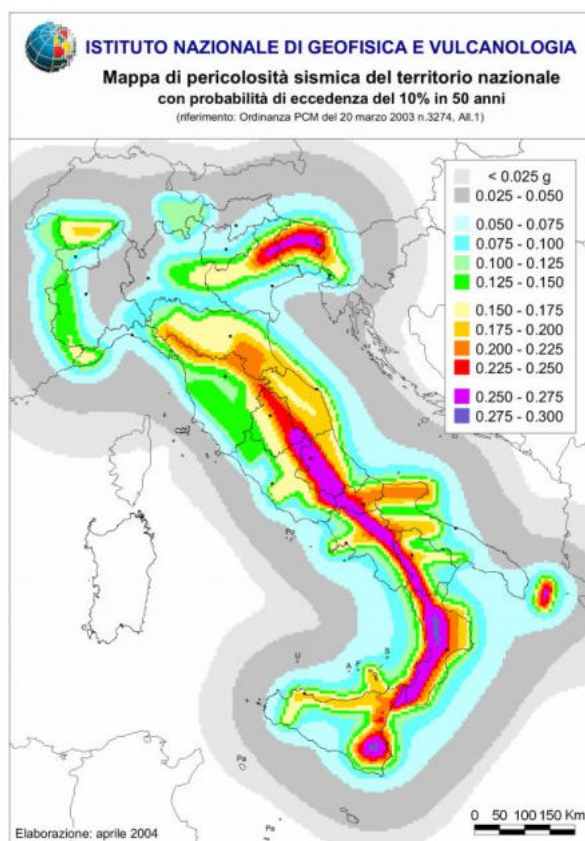 ISTITUTO NAZIONALE DI GEOFISICA E VULCANOLOGIA
Mappa di pericolosità sismica del territorio nazionale
con probabilità di eccedenza del 10% in 50 anni
(riferimento: Ordinanza PCM del 20 marzo 2003 n.3274, All.1)
< 0.025 g
0.025 - 0.050
0.050 - 0.075
0.075 - 0.100
0.100 - 0.125
0.125 - 0.150
0.150 - 0.175
0.175 - 0.200
0.200 - 0.225
0.225 - 0.250
0.250 - 0.275
0.275 - 0.300
Po
U
A F
S
Pa
Pe
0 50 100 150 Km
Elaborazione: aprile 2004